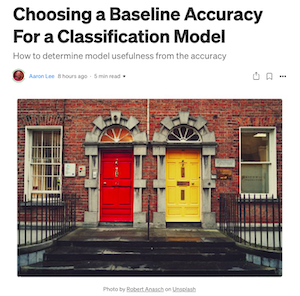 Choosing a Baseline Accuracy
For a Classification Model
How to determine model usefulness from the accuracy
Aaron Lee 8 hours ago · 5 min read
Photo by Robert Anasch on Unsplash